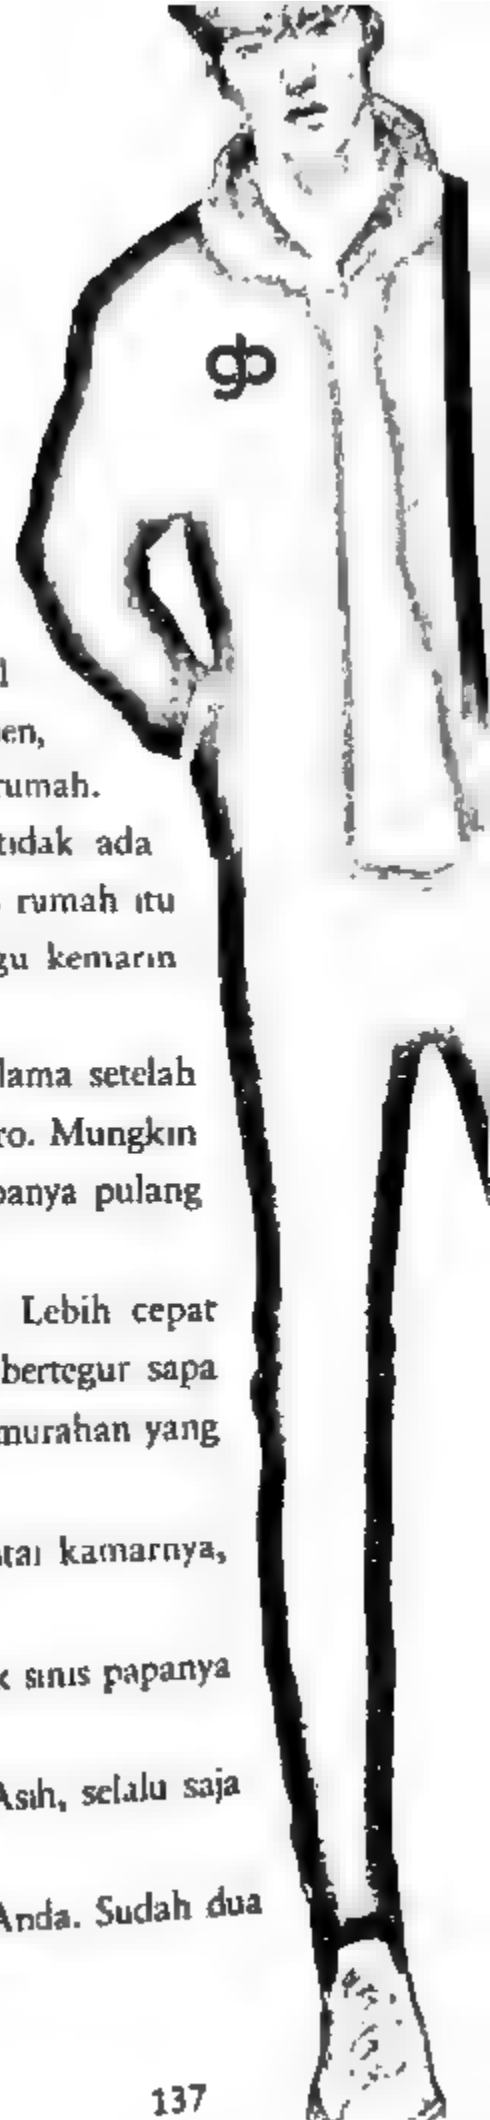 gb
en,
rumah.
tidak ada
rumah itu
gu kemarin
lama setelah
ro. Mungkin
panya pulang
Lebih cepat
bertegur sapa
murahan yang
tai kamarnya,
k sinis papanya
Asih, selalu saja
Anda. Sudah dua
137